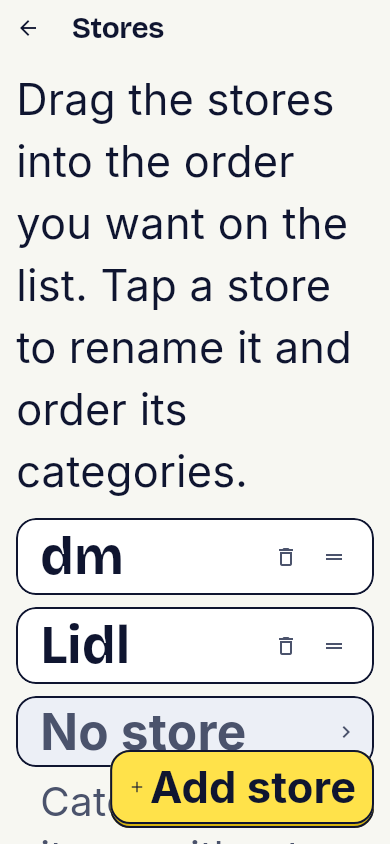 Stores
Drag the stores
into the order
you want on the
list. Tap a store
to rename it and
order its
categories.
dm
Lidl
No store
Add store